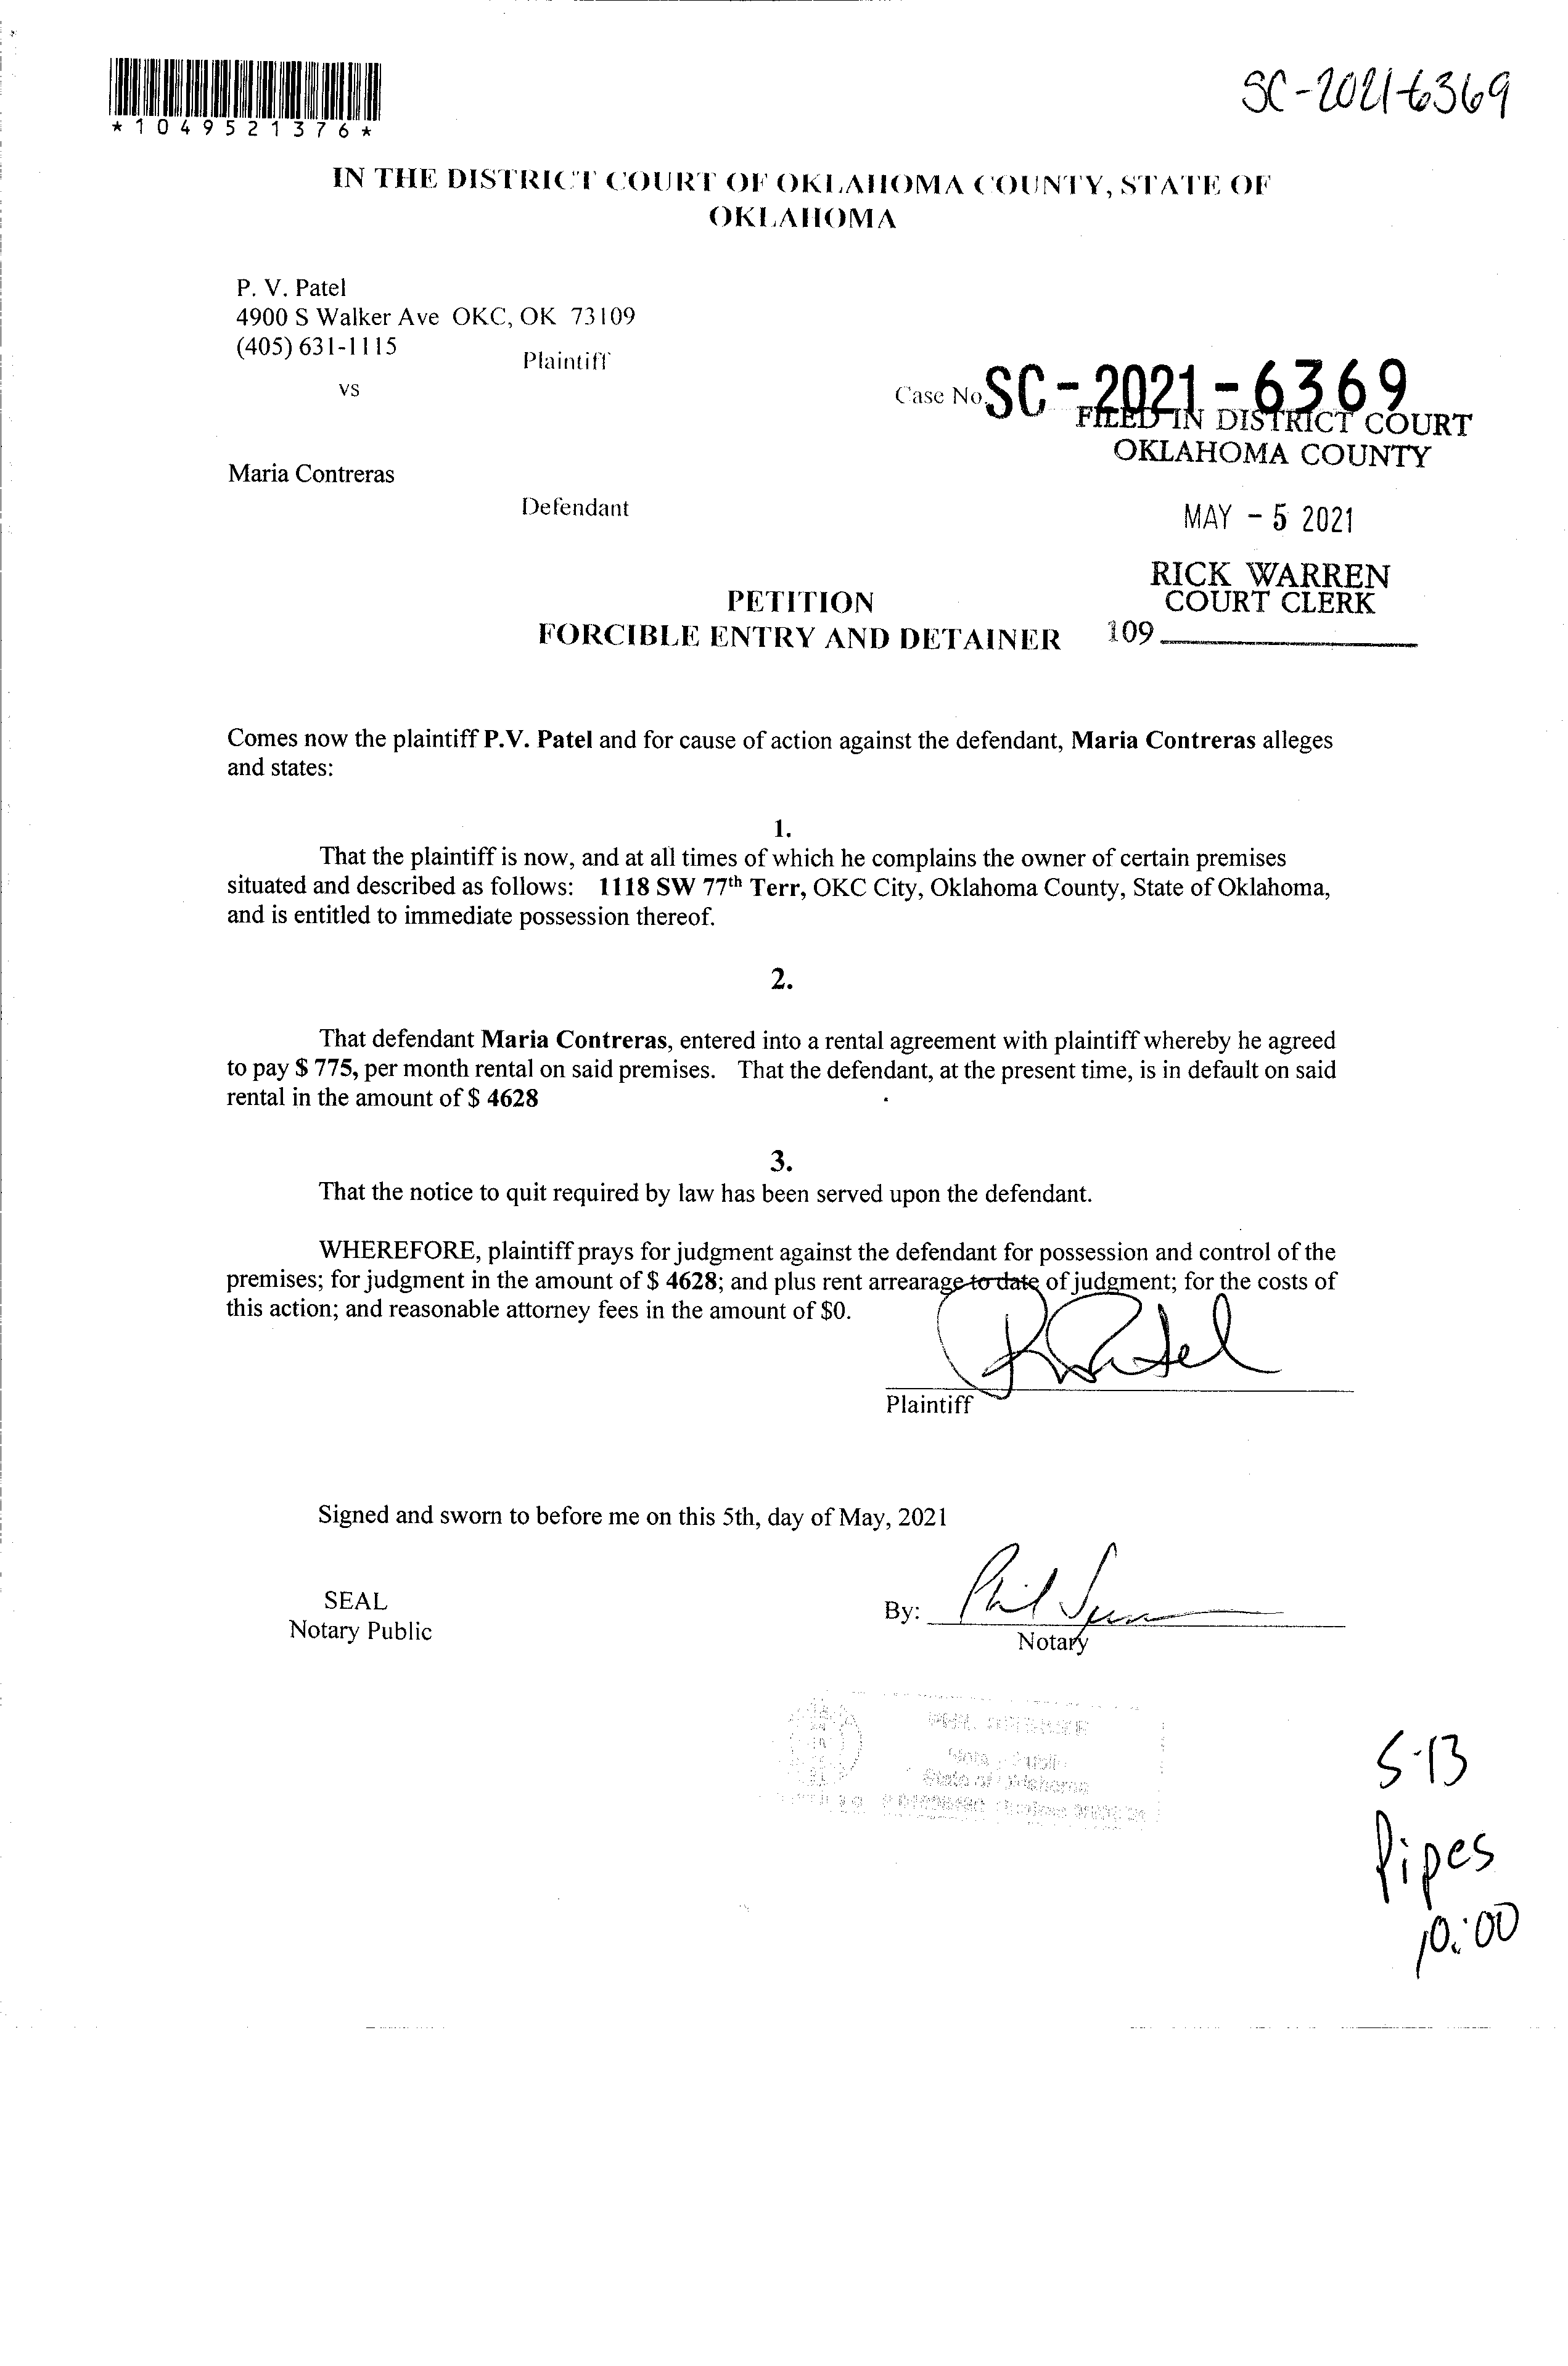 *1049521376*
SC-2021-6369
IN THE DISTRICT COURT OF OKLAHOMA COUNTY, STATE OF
OKLAHOMA
P. V. Patel
4900 S Walker Ave OKC, OK 73109
(405) 631-1115
Plaintiff
vs
Case No. SC-2021-6369
FILED IN DISTRICT COURT
OKLAHOMA COUNTY
Maria Contreras
Defendant
MAY - 5 2021
RICK WARREN
COURT CLERK
109
PETITION
FORCIBLE ENTRY AND DETAINER
Comes now the plaintiff P.V. Patel and for cause of action against the defendant, Maria Contreras alleges
and states:
1.
That the plaintiff is now, and at all times of which he complains the owner of certain premises
situated and described as follows: 1118 SW 77th Terr, OKC City, Oklahoma County, State of Oklahoma,
and is entitled to immediate possession thereof.
2.
That defendant Maria Contreras, entered into a rental agreement with plaintiff whereby he agreed
to pay $ 775, per month rental on said premises. That the defendant, at the present time, is in default on said
rental in the amount of $ 4628
3.
That the notice to quit required by law has been served upon the defendant.
WHEREFORE, plaintiff prays for judgment against the defendant for possession and control of the
premises; for judgment in the amount of $ 4628; and plus rent arrearage to date of judgment; for the costs of
this action; and reasonable attorney fees in the amount of $0.
Patel
Plaintiff
Signed and sworn to before me on this 5th, day of May, 2021
SEAL
Notary Public
By: Phil
Notary
State of Oklahoma
5-13
Pipes
10:00